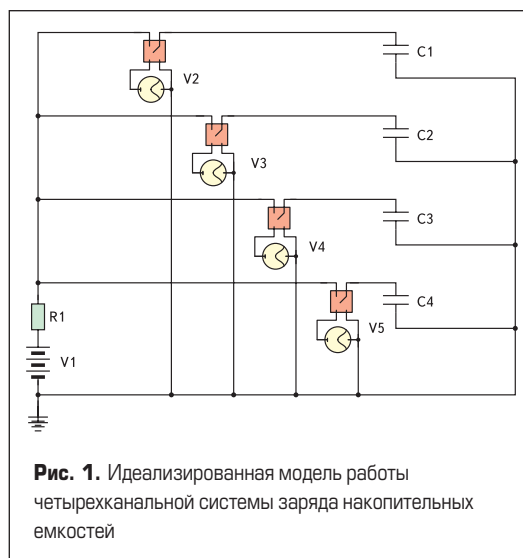 C1
V2
C2
V3
C3
V4
C4
R1
V5
V1
Рис. 1. Идеализированная модель работы
четырехканальной системы заряда накопительных
емкостей